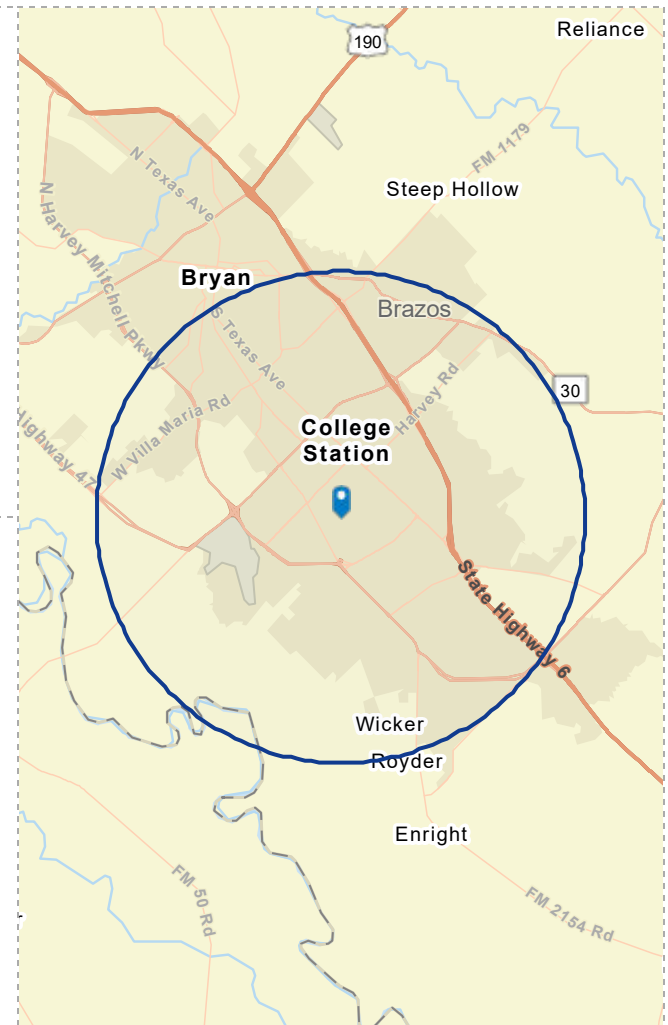 Reliance
190
FM 1179
N Texas Ave
Steep Hollow
N Harvey Mitchell Pkwy
Bryan
Brazos
S Texas Ave
30
Harvey Rd
W Villa Maria Rd
Highway 47
College
Station
State Highway 6
Wicker
Royder
Enright
FM 50 Rd
FM 2154 Rd